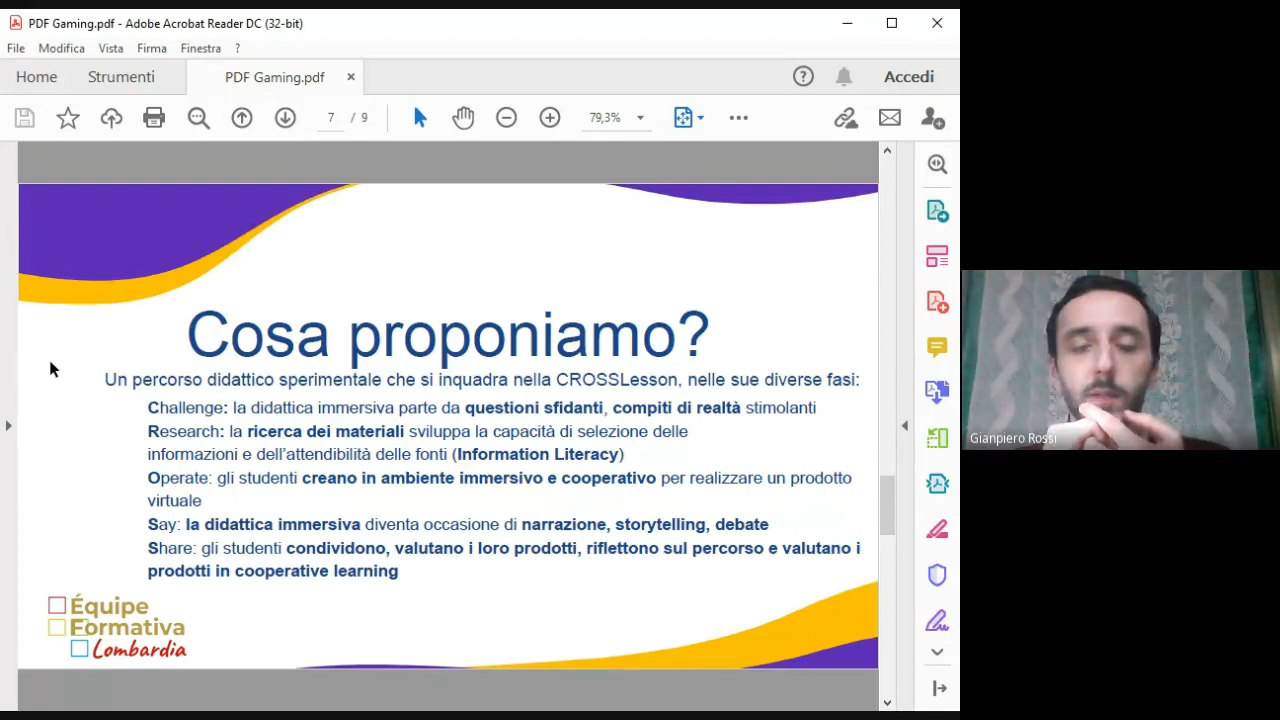 PDF Gaming.pdf - Adobe Acrobat Reader DC (32-bit)
File Modifica Vista Firma Finestra ?
Home Strumenti PDF Gaming.pdf × Accedi
7 / 9 79,3%
Cosa proponiamo?
Un percorso didattico sperimentale che si inquadra nella CROSSLesson, nelle sue diverse fasi:
Challenge: la didattica immersiva parte da questioni sfidanti, compiti di realtà stimolanti
Research: la ricerca dei materiali sviluppa la capacità di selezione delle
informazioni e dell'attendibilità delle fonti (Information Literacy)
Operate: gli studenti creano in ambiente immersivo e cooperativo per realizzare un prodotto
virtuale
Say: la didattica immersiva diventa occasione di narrazione, storytelling, debate
Share: gli studenti condividono, valutano i loro prodotti, riflettono sul percorso e valutano i
prodotti in cooperative learning
Équipe
Formativa
Lombardia
Gianpiero Rossi